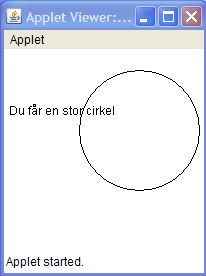 Applet Viewer:...
Applet
Du får en stor cirkel
Applet started.